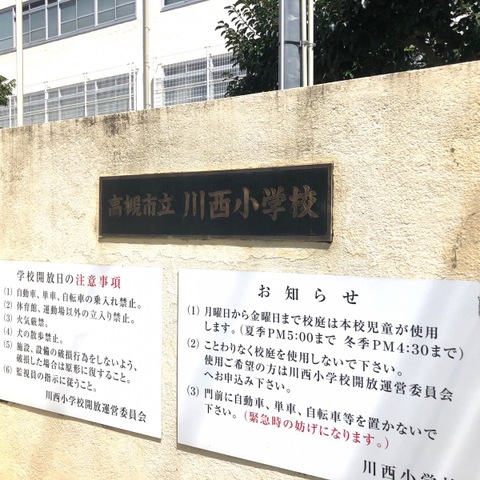 高槻市立 川西小学校
学校開放日の注意事項
(1) 自動車、単車、自転車の乗入れ禁止。
(2) 体育館、運動場以外の立入り禁止。
(3) 火気厳禁。
(4) 犬の散歩禁止。
(5) 施設、設備の破損行為をしないよう、
破損した場合は原形に復すること。
(6) 監視員の指示に従うこと。
川西小学校開放運営委員会
お知らせ
(1) 月曜日から金曜日まで校庭は本校児童が使用
します。(夏季PM5:00まで 冬季PM4:30まで)
(2) ことわりなく校庭を使用しないで下さい。
使用ご希望の方は川西小学校開放運営委員会
へお申込み下さい。
(3) 門前に自動車、単車、自転車等を置かないで
下さい。(緊急時の妨げになります。)
川西小学校